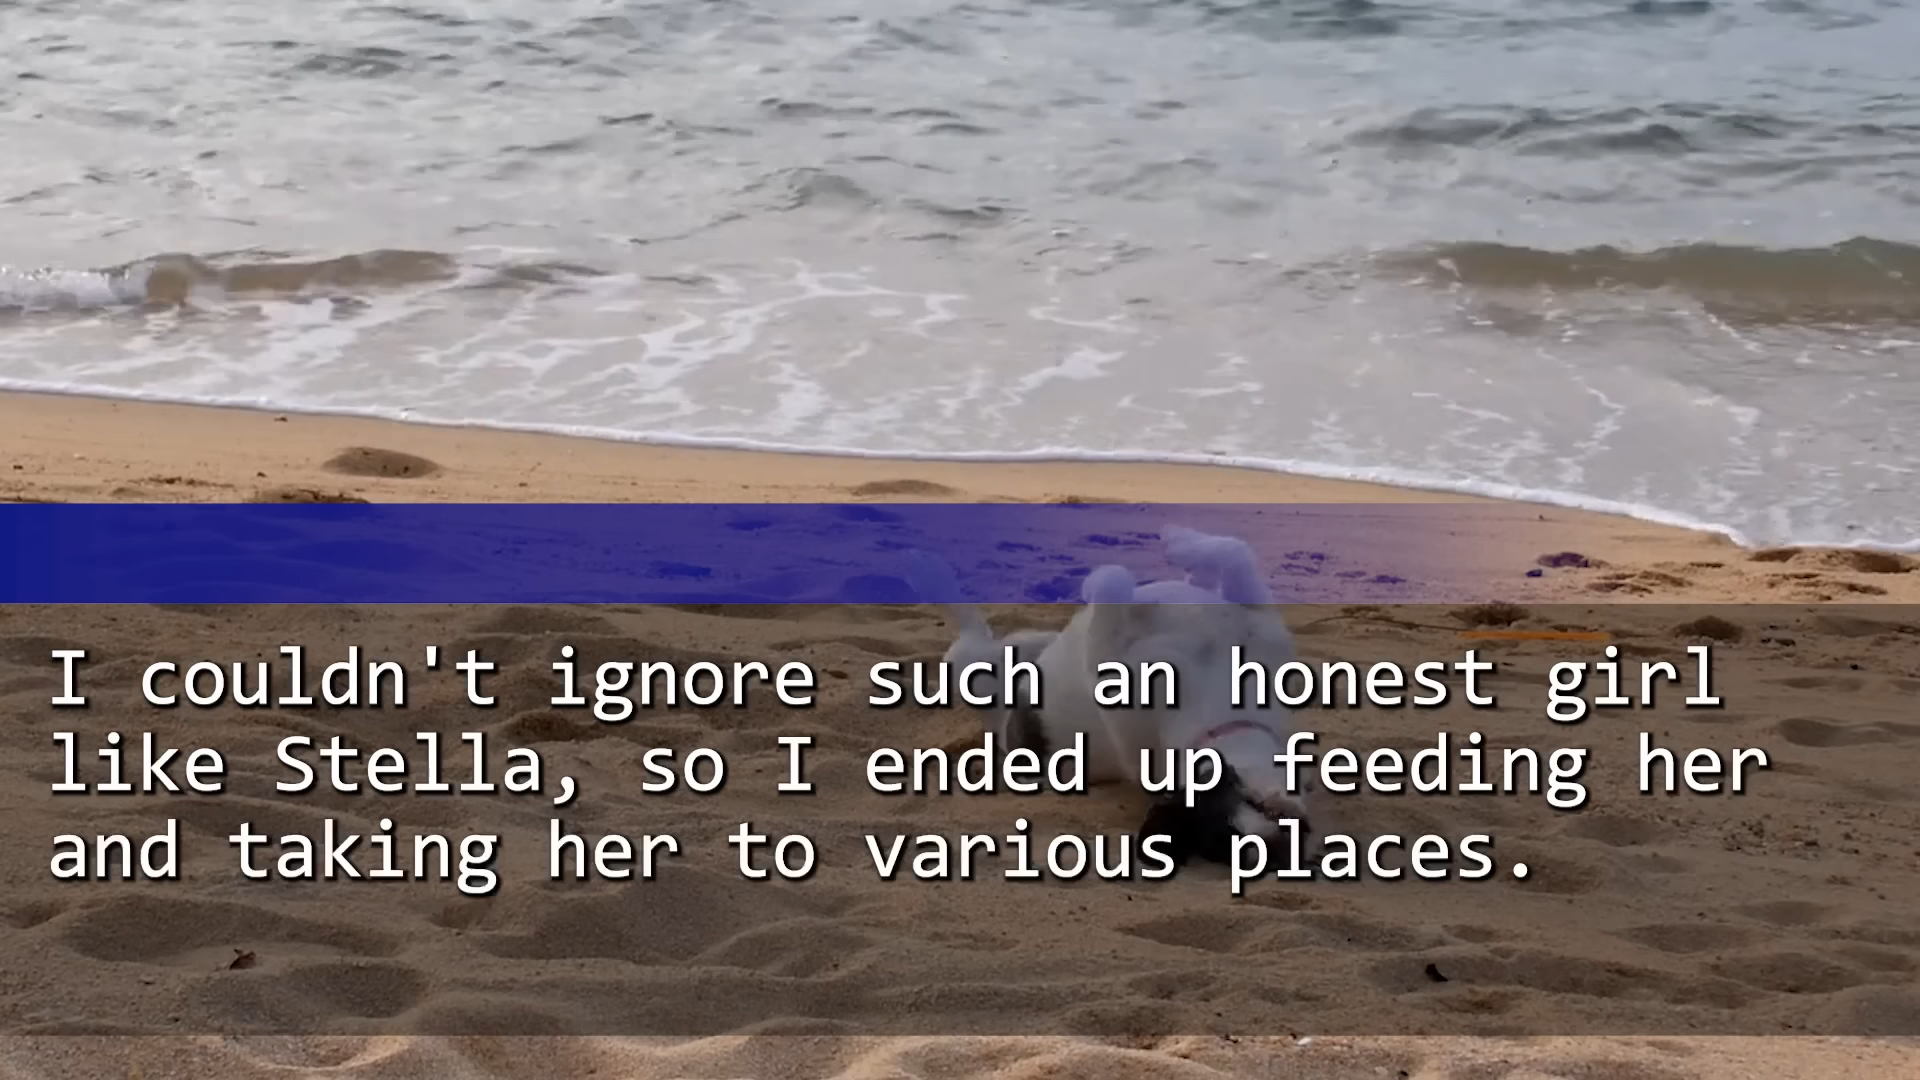 I couldn't ignore such an honest girl
like Stella, so I ended up feeding her
and taking her to various places.